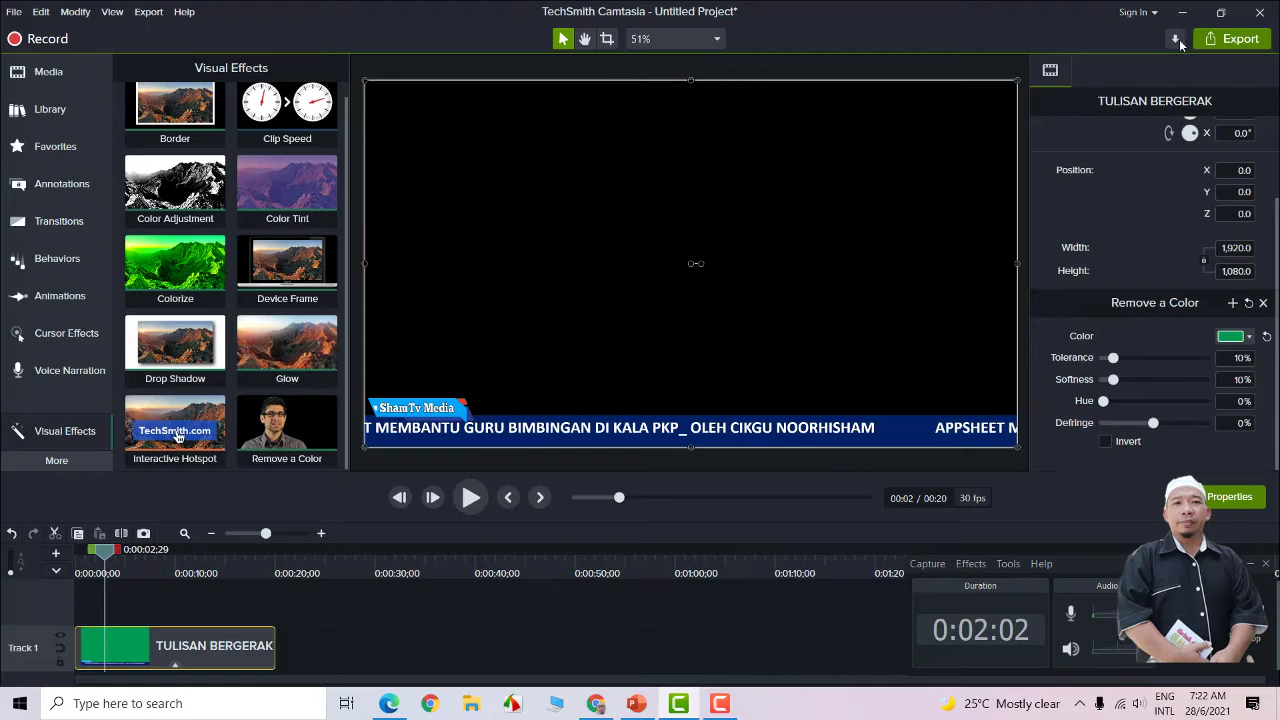 File Edit Modify View Export Help
TechSmith Camtasia - Untitled Project*
Sign In
Record
51%
Export
Media
Library
Favorites
Annotations
Transitions
Behaviors
Animations
Cursor Effects
Voice Narration
Visual Effects
More
Visual Effects
Border
Clip Speed
Color Adjustment
Color Tint
Colorize
Device Frame
Drop Shadow
Glow
TechSmith.com
Interactive Hotspot
Remove a Color
ShamTv Media
T MEMBANTU GURU BIMBINGAN DI KALA PKP_ OLEH CIKGU NOORHISHAM
APPSHEET M
TULISAN BERGERAK
X 0.0°
Position:
X 0.0
Y 0.0
Z 0.0
Width: 1,920.0
Height: 1,080.0
Remove a Color
Color
Tolerance 10%
Softness 10%
Hue 0%
Defringe 0%
Invert
Properties
00:02 / 00:20 30 fps
0:00:02;29
0:00:00;00 0:00:10;00 0:00:20;00 0:00:30;00 0:00:40;00 0:00:50;00 0:01:00;00 0:01:10;00 0:01:20
Track 1
TULISAN BERGERAK
Capture Effects Tools Help
Duration
0:02:02
Audio
Type here to search
25°C Mostly clear
ENG
INTL
7:22 AM
28/6/2021